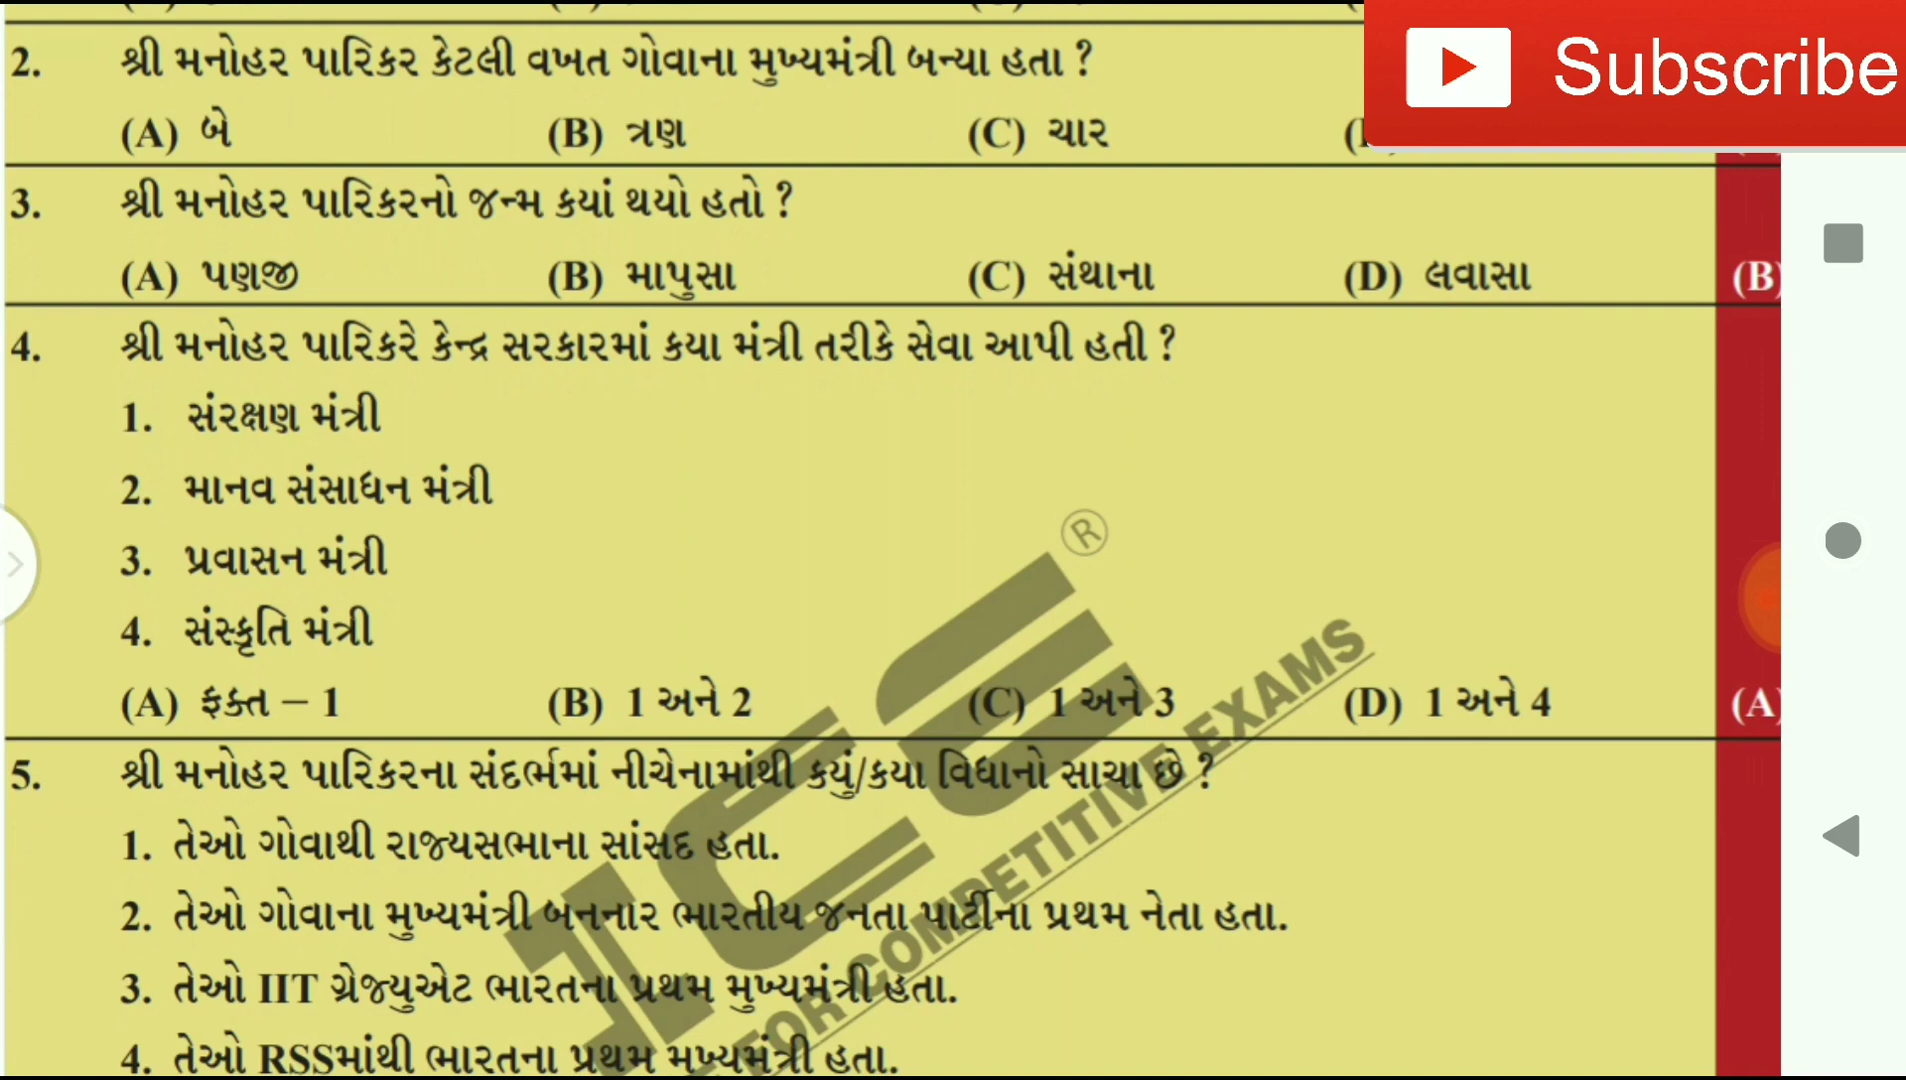 Subscribe
2. શ્રી મનોહર પારિકર કેટલી વખત ગોવાના મુખ્યમંત્રી બન્યા હતા ?
(A) બે (B) ત્રણ (C) ચાર
3. શ્રી મનોહર પારિકરનો જન્મ કયાં થયો હતો ?
(A) પણજી (B) માપુસા (C) સંથાના (D) લવાસા (B)
4. શ્રી મનોહર પારિકરે કેન્દ્ર સરકારમાં કયા મંત્રી તરીકે સેવા આપી હતી ?
1. સંરક્ષણ મંત્રી
2. માનવ સંસાધન મંત્રી
3. પ્રવાસન મંત્રી
4. સંસ્કૃતિ મંત્રી
(A) ફક્ત – 1 (B) 1 અને 2 (C) 1 અને 3 (D) 1 અને 4 (A)
5. શ્રી મનોહર પારિકરના સંદર્ભમાં નીચેનામાંથી કયું/કયા વિધાનો સાચા છે ?
1. તેઓ ગોવાથી રાજ્યસભાના સાંસદ હતા.
2. તેઓ ગોવાના મુખ્યમંત્રી બનનાર ભારતીય જનતા પાર્ટીના પ્રથમ નેતા હતા.
3. તેઓ IIT ગ્રેજ્યુએટ ભારતના પ્રથમ મુખ્યમંત્રી હતા.
4. તેઓ RSSમાંથી ભારતના પ્રથમ મખ્યમંત્રી હતા.
ICE ®
FOR COMPETITIVE EXAMS